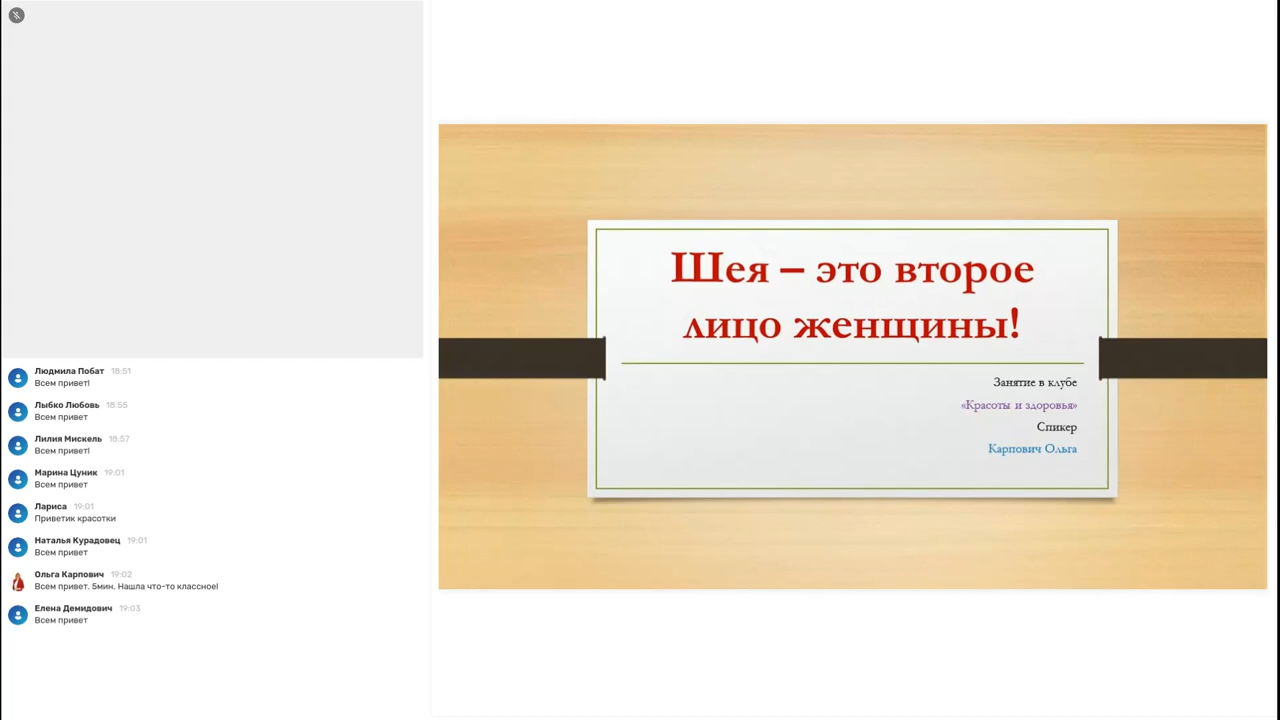 Людмила Побат 18:51
Всем привет!
Лыбко Любовь 18:55
Всем привет
Лилия Мискель 18:57
Всем привет!
Марина Цуник 19:01
Всем привет
Лариса 19:01
Приветик красотки
Наталья Курадовец 19:01
Всем привет
Ольга Карпович 19:02
Всем привет. 5мин. Нашла что-то классное!
Елена Демидович 19:03
Всем привет
Шея – это второе
лицо женщины!
Занятие в клубе
«Красоты и здоровья»
Спикер
Карпович Ольга